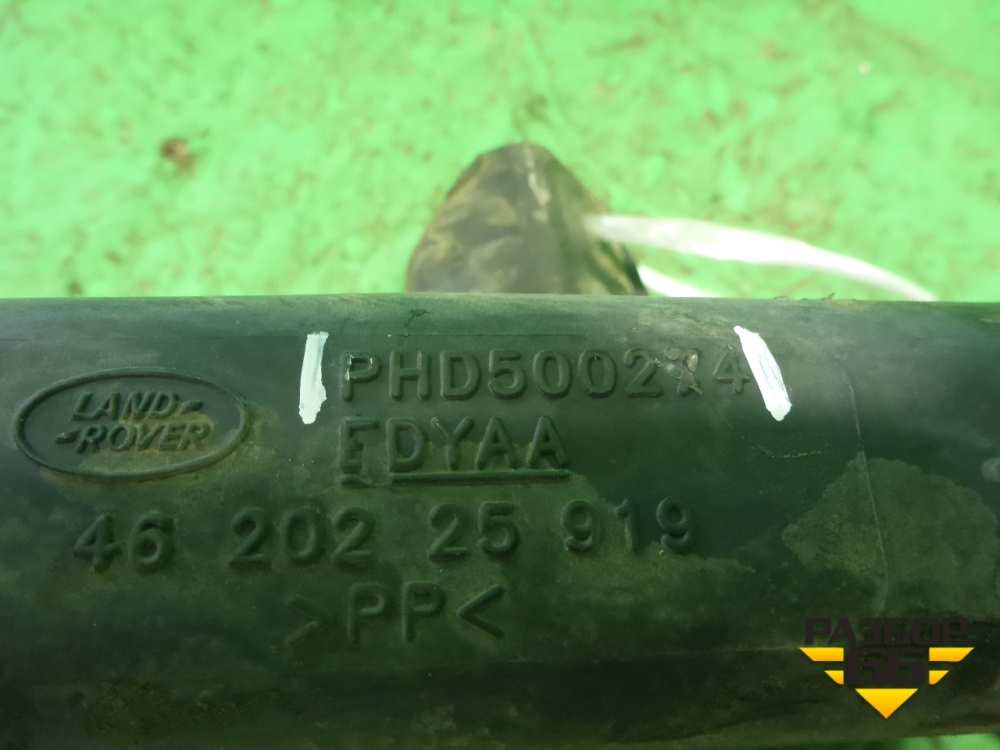 LAND-
-ROVER
PHD500274
EDYAA
46 202 25 919
>PP<
РАЗБОР
66